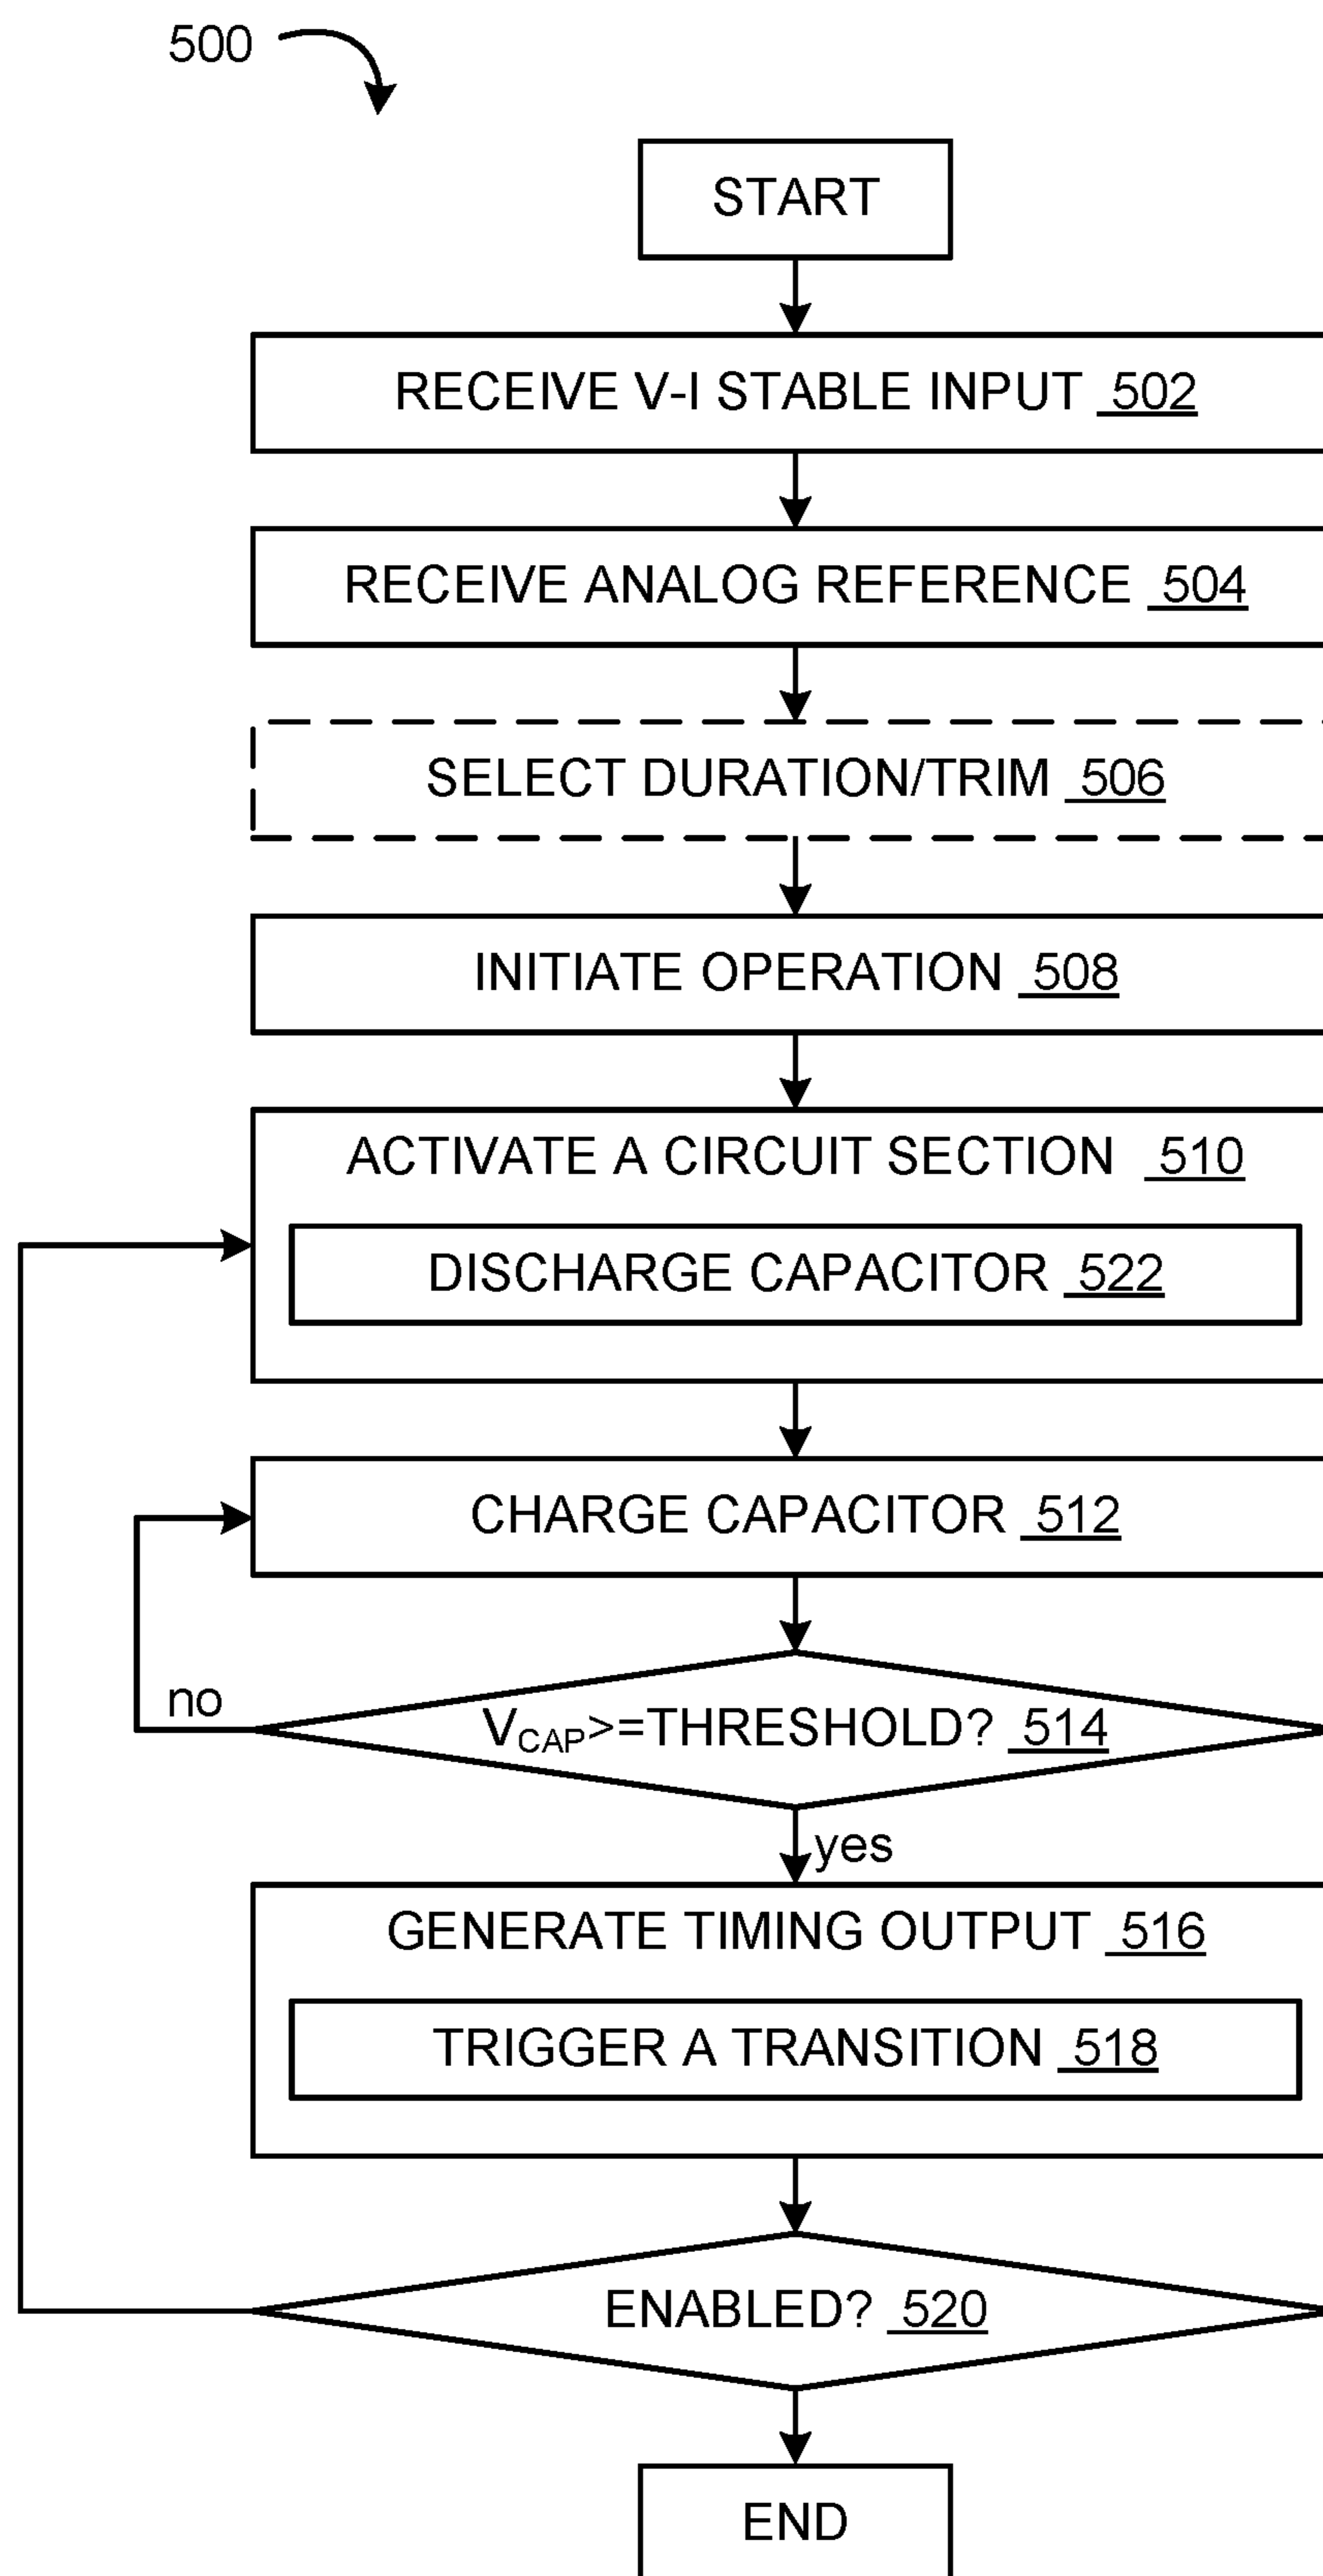 500
START
RECEIVE V-I STABLE INPUT 502
RECEIVE ANALOG REFERENCE 504
SELECT DURATION/TRIM 506
INITIATE OPERATION 508
ACTIVATE A CIRCUIT SECTION 510
DISCHARGE CAPACITOR 522
CHARGE CAPACITOR 512
no
VCAP>=THRESHOLD? 514
yes
GENERATE TIMING OUTPUT 516
TRIGGER A TRANSITION 518
ENABLED? 520
END